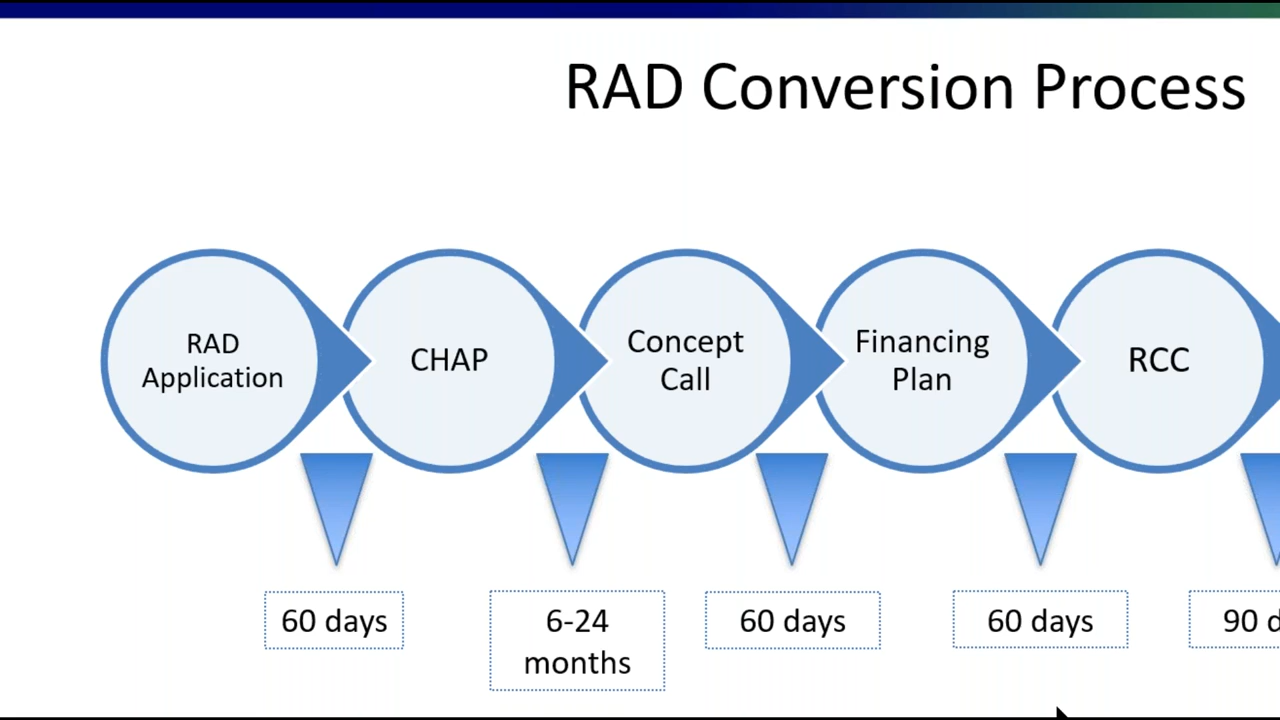 RAD Conversion Process
RAD
Application
CHAP
Concept
Call
Financing
Plan
RCC
60 days
6-24
months
60 days
60 days
90 d